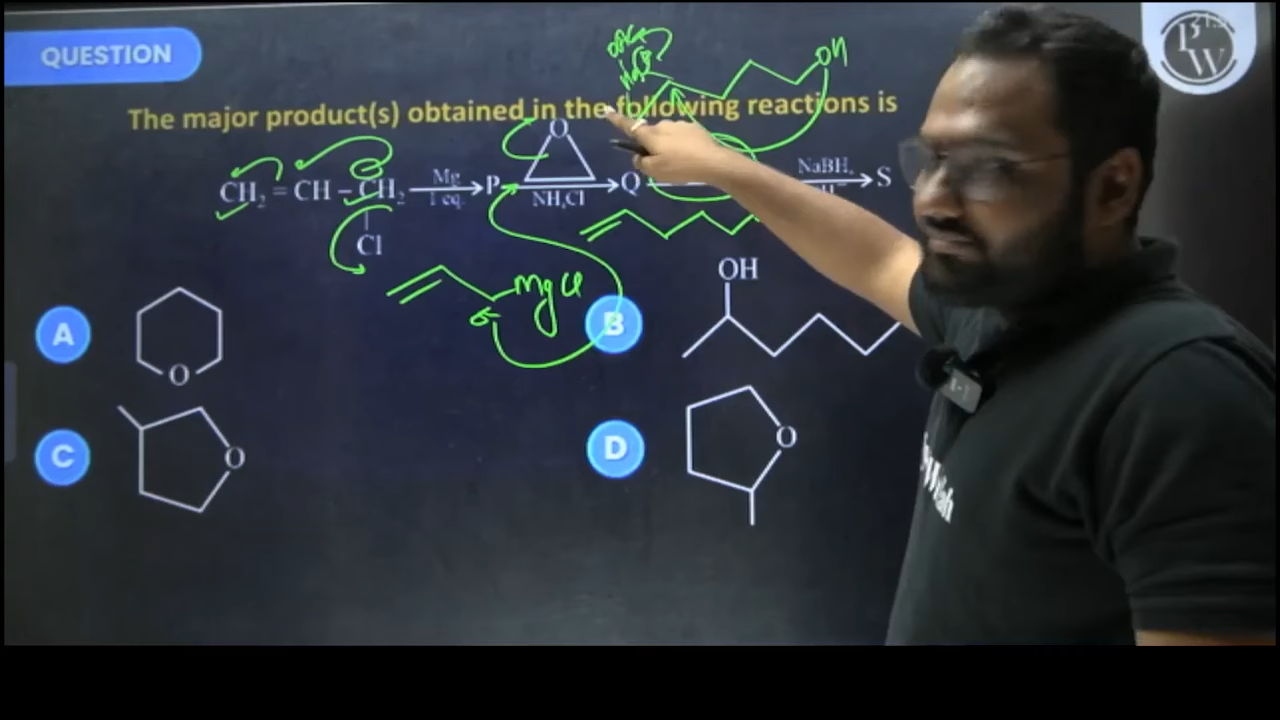 QUESTION
PW
OH
The major product(s) obtained in the following reactions is
O
CH₂ = CH – CH₂ Mg 1 eq. P NH₄Cl Q NaBH₄ S
Cl
MgCl
A
O
B
OH
C
O
D
O